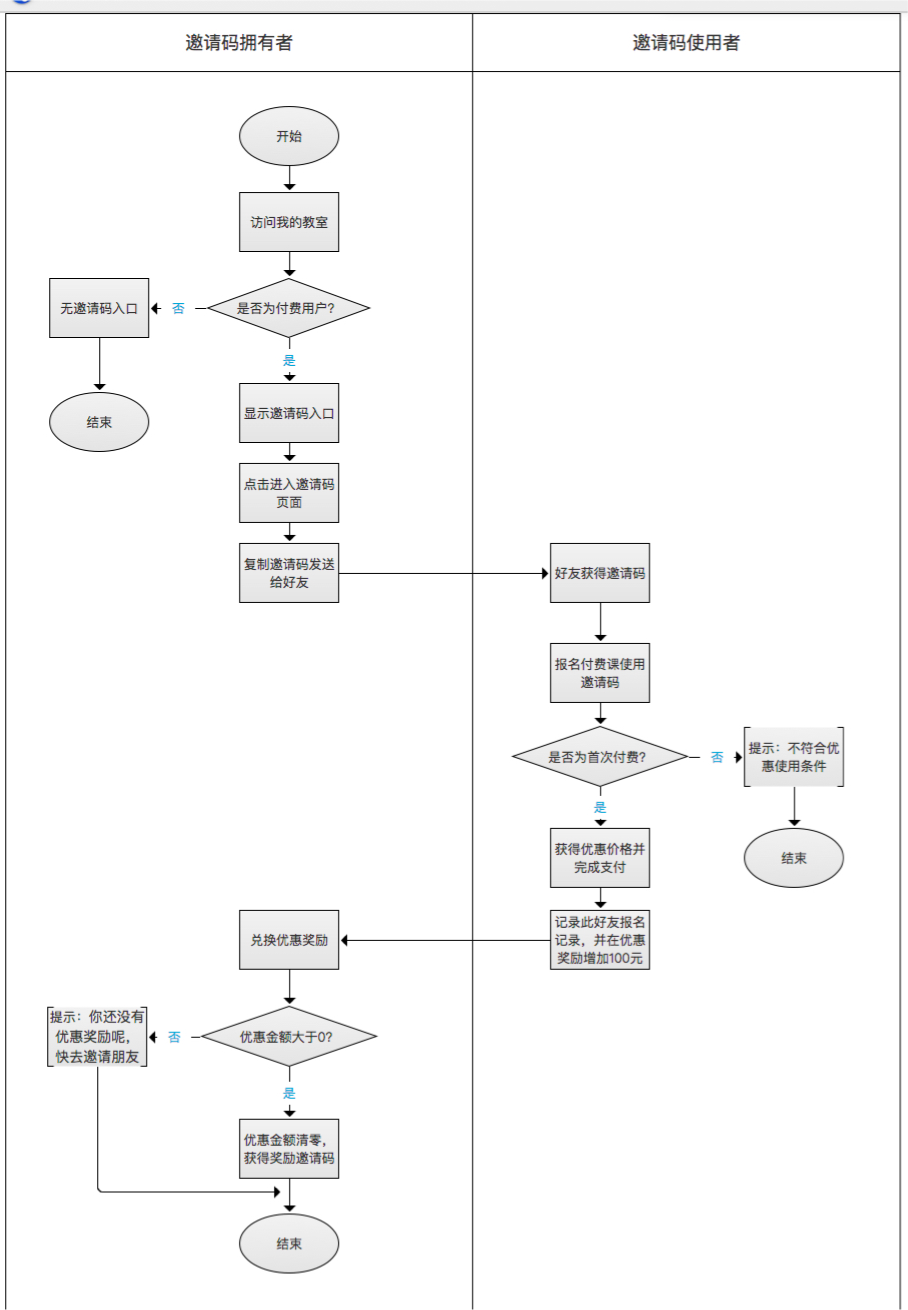 邀请码拥有者
邀请码使用者
开始
访问我的教室
是否为付费用户?
否
无邀请码入口
结束
是
显示邀请码入口
点击进入邀请码
页面
复制邀请码发送
给好友
好友获得邀请码
报名付费课使用
邀请码
是否为首次付费?
否
提示：不符合优
惠使用条件
结束
是
获得优惠价格并
完成支付
记录此好友报名
记录，并在优惠
奖励增加100元
兑换优惠奖励
优惠金额大于0?
否
提示：你还没有
优惠奖励呢，
快去邀请朋友
是
优惠金额清零，
获得奖励邀请码
结束